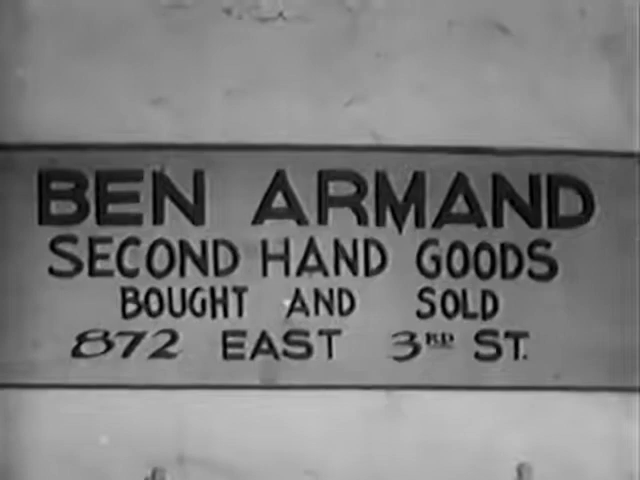 BEN ARMAND
SECOND HAND GOODS
BOUGHT AND SOLD
872 EAST 3RD ST.